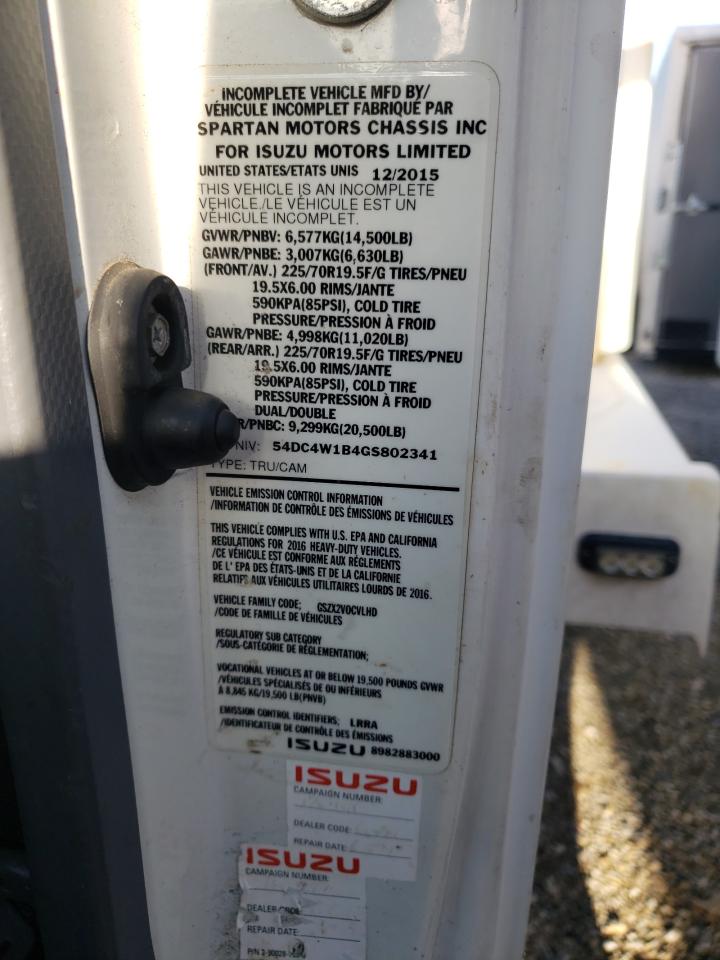 INCOMPLETE VEHICLE MFD BY/
VÉHICULE INCOMPLET FABRIQUÉ PAR
SPARTAN MOTORS CHASSIS INC
FOR ISUZU MOTORS LIMITED
UNITED STATES/ETATS UNIS 12/2015
THIS VEHICLE IS AN INCOMPLETE
VEHICLE./LE VÉHICULE EST UN
VÉHICULE INCOMPLET.
GVWR/PNBV: 6,577KG(14,500LB)
GAWR/PNBE: 3,007KG(6,630LB)
(FRONT/AV.) 225/70R19.5F/G TIRES/PNEU
19.5X6.00 RIMS/JANTE
590KPA(85PSI), COLD TIRE
PRESSURE/PRESSION À FROID
GAWR/PNBE: 4,998KG(11,020LB)
(REAR/ARR.) 225/70R19.5F/G TIRES/PNEU
19.5X6.00 RIMS/JANTE
590KPA(85PSI), COLD TIRE
PRESSURE/PRESSION À FROID
DUAL/DOUBLE
R/PNBC: 9,299KG(20,500LB)
NIV: 54DC4W1B4GS802341
TYPE: TRU/CAM
VEHICLE EMISSION CONTROL INFORMATION
/INFORMATION DE CONTRÔLE DES ÉMISSIONS DE VÉHICULES
THIS VEHICLE COMPLIES WITH U.S. EPA AND CALIFORNIA
REGULATIONS FOR 2016 HEAVY-DUTY VEHICLES.
/CE VÉHICULE EST CONFORME AUX RÈGLEMENTS
DE L' EPA DES ÉTATS-UNIS ET DE LA CALIFORNIE
RELATIFS AUX VÉHICULES UTILITAIRES LOURDS DE 2016.
VEHICLE FAMILY CODE; GSZX2VOCVLHD
/CODE DE FAMILLE DE VÉHICULES
REGULATORY SUB CATEGORY
/SOUS-CATÉGORIE DE RÉGLEMENTATION;
VOCATIONAL VEHICLES AT OR BELOW 19,500 POUNDS GVWR
/VÉHICULES SPÉCIALISÉS DE OU INFÉRIEURS
À 8,845 KG/19,500 LB(PNVB)
EMISSION CONTROL IDENTIFIERS; LRRA
/IDENTIFICATEUR DE CONTRÔLE DES ÉMISSIONS
ISUZU 8982883000
ISUZU
CAMPAIGN NUMBER:
DEALER CODE:
REPAIR DATE:
ISUZU
CAMPAIGN NUMBER:
DEALER CODE:
REPAIR DATE: